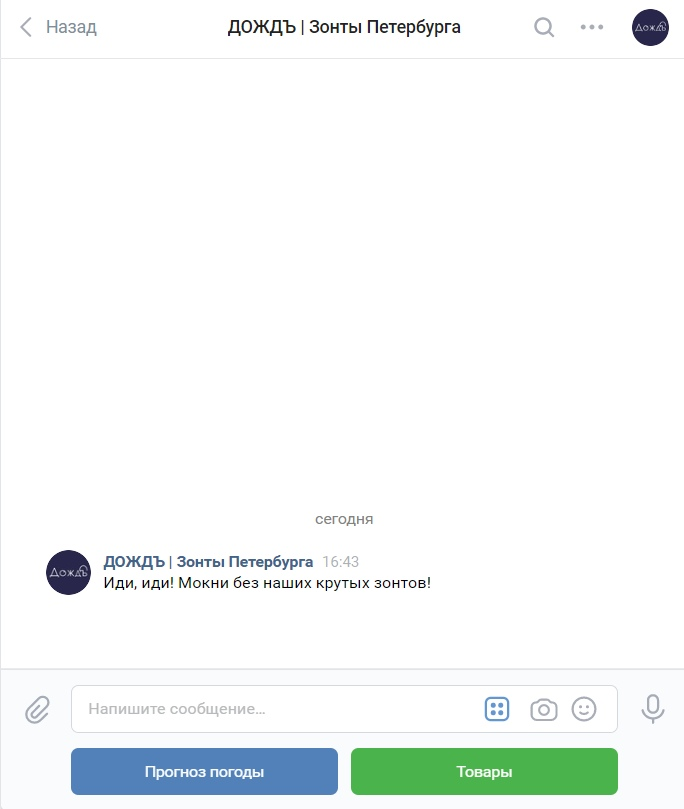 Назад
ДОЖДЪ | Зонты Петербурга
Дождъ
сегодня
Дождъ
ДОЖДЪ | Зонты Петербурга 16:43
Иди, иди! Мокни без наших крутых зонтов!
Напишите сообщение…
Прогноз погоды
Товары